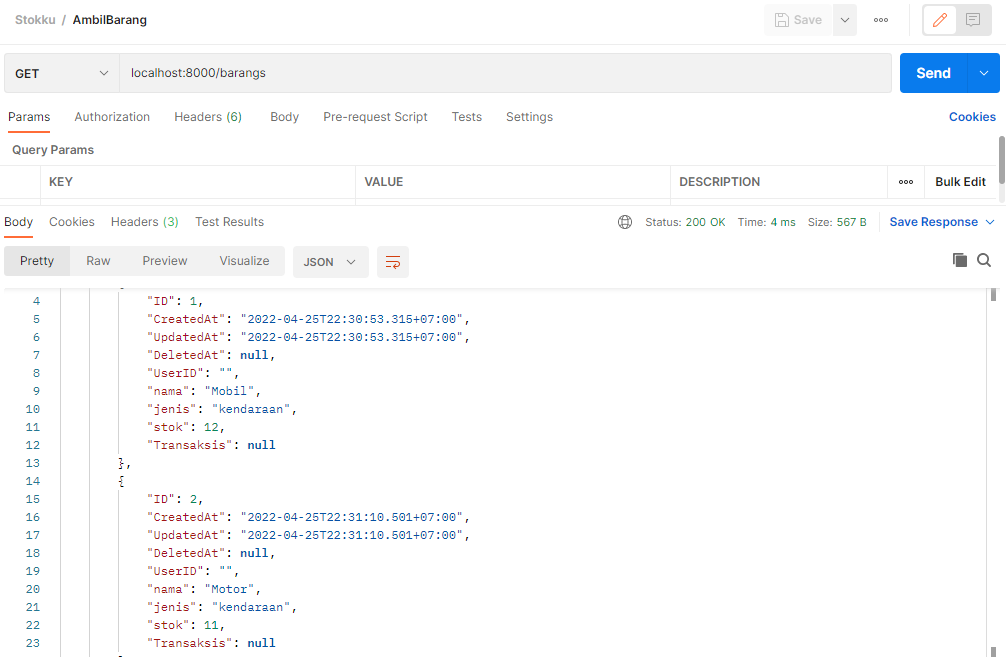 Stokku / AmbilBarang
Save
GET localhost:8000/barangs Send
Params Authorization Headers (6) Body Pre-request Script Tests Settings Cookies
Query Params
KEY VALUE DESCRIPTION Bulk Edit
Body Cookies Headers (3) Test Results Status: 200 OK Time: 4 ms Size: 567 B Save Response
Pretty Raw Preview Visualize JSON
4 "ID": 1,
5 "CreatedAt": "2022-04-25T22:30:53.315+07:00",
6 "UpdatedAt": "2022-04-25T22:30:53.315+07:00",
7 "DeletedAt": null,
8 "UserID": "",
9 "nama": "Mobil",
10 "jenis": "kendaraan",
11 "stok": 12,
12 "Transaksis": null
13 },
14 {
15 "ID": 2,
16 "CreatedAt": "2022-04-25T22:31:10.501+07:00",
17 "UpdatedAt": "2022-04-25T22:31:10.501+07:00",
18 "DeletedAt": null,
19 "UserID": "",
20 "nama": "Motor",
21 "jenis": "kendaraan",
22 "stok": 11,
23 "Transaksis": null